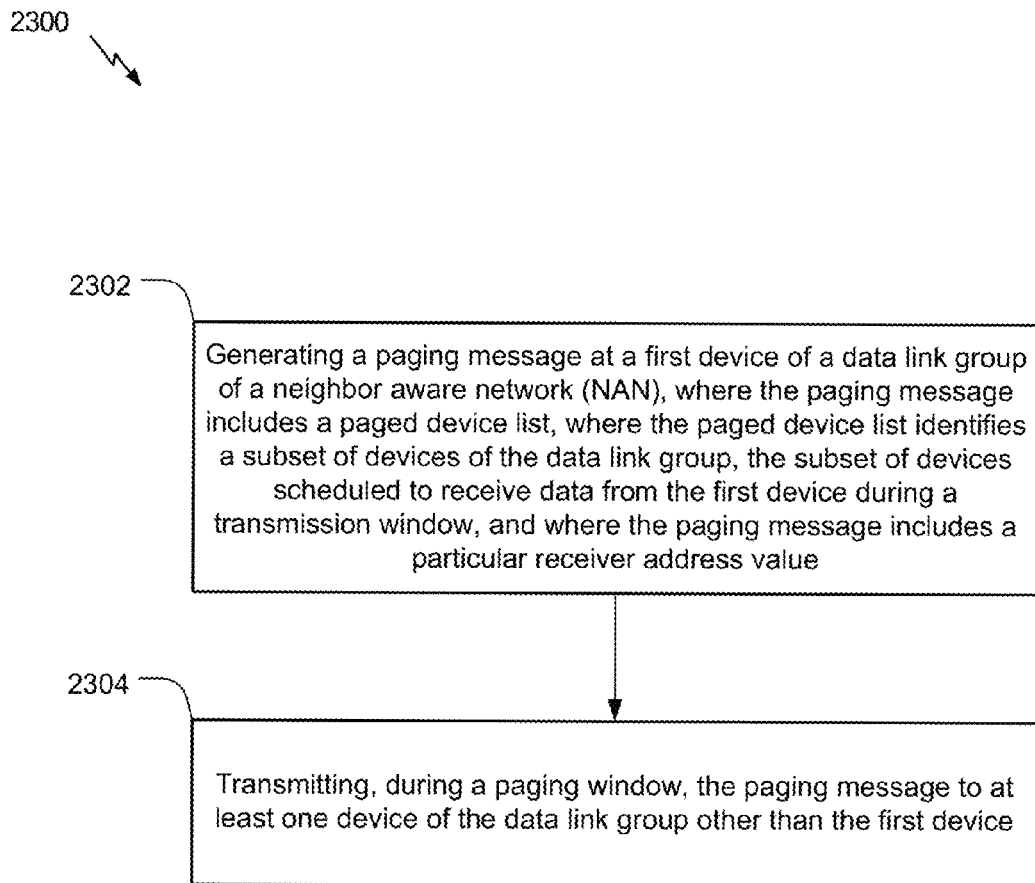 2300
2302
Generating a paging message at a first device of a data link group
of a neighbor aware network (NAN), where the paging message
includes a paged device list, where the paged device list identifies
a subset of devices of the data link group, the subset of devices
scheduled to receive data from the first device during a
transmission window, and where the paging message includes a
particular receiver address value
2304
Transmitting, during a paging window, the paging message to at
least one device of the data link group other than the first device